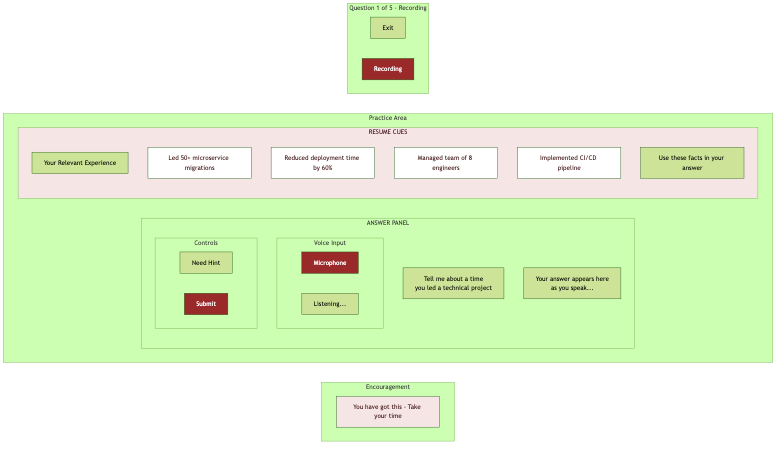 Question 1 of 5 - Recording
Exit
Recording
Practice Area
RESUME CUES
Your Relevant Experience
Led 50+ microservice
migrations
Reduced deployment time
by 60%
Managed team of 8
engineers
Implemented CI/CD
pipeline
Use these facts in your
answer
ANSWER PANEL
Controls
Need Hint
Submit
Voice Input
Microphone
Listening...
Tell me about a time
you led a technical project
Your answer appears here
as you speak...
Encouragement
You have got this - Take
your time